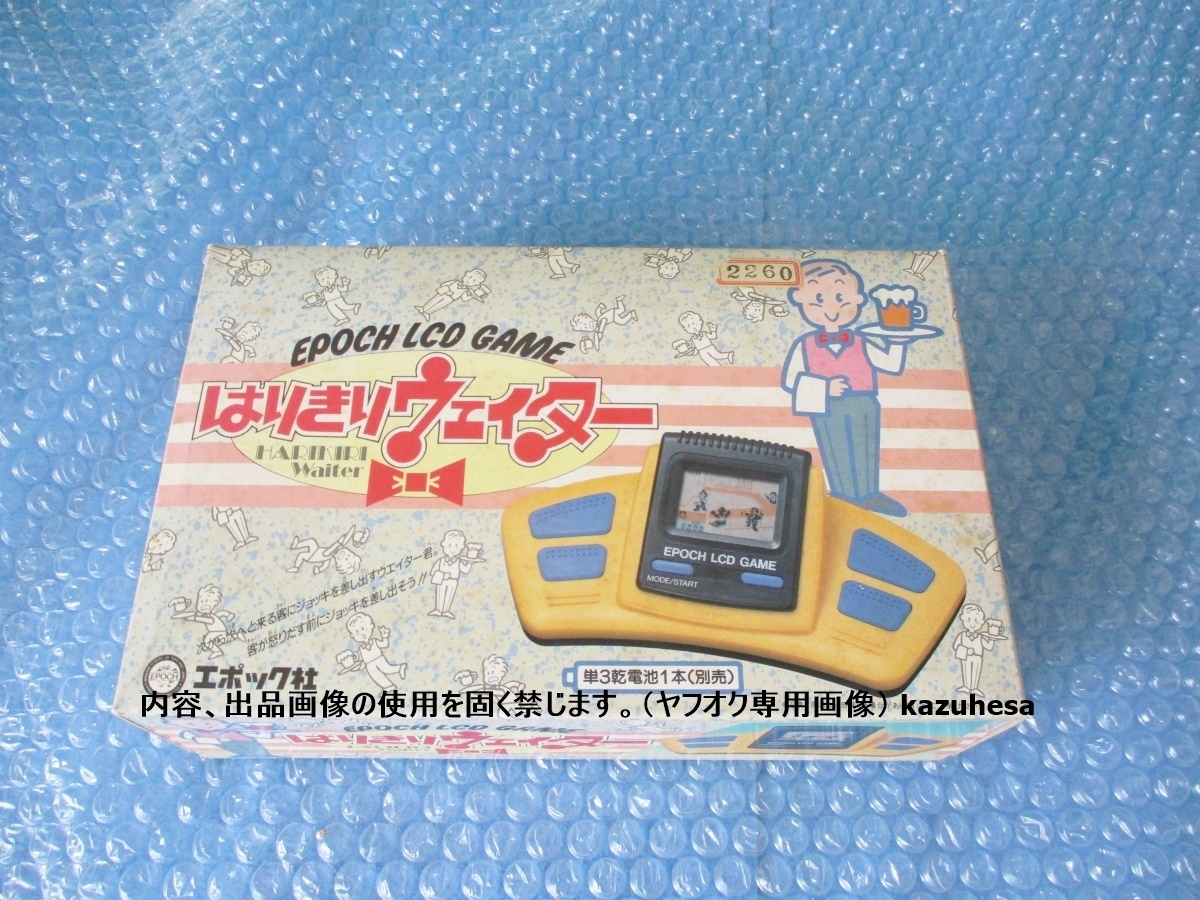 2260
EPOCH LCD GAME
はりきりウェイター
HARIKIRI
Waiter
EPOCH LCD GAME
MODE/START
次から次へと来る客にジョッキを差し出すウエイター君。
客が怒りだす前にジョッキを差し出そう!!
EPOCH
エポック社
単3乾電池1本(別売)
内容、出品画像の使用を固く禁じます。(ヤフオク専用画像) kazuhesa
EPOCH LCD GAME
はりきりウェイター